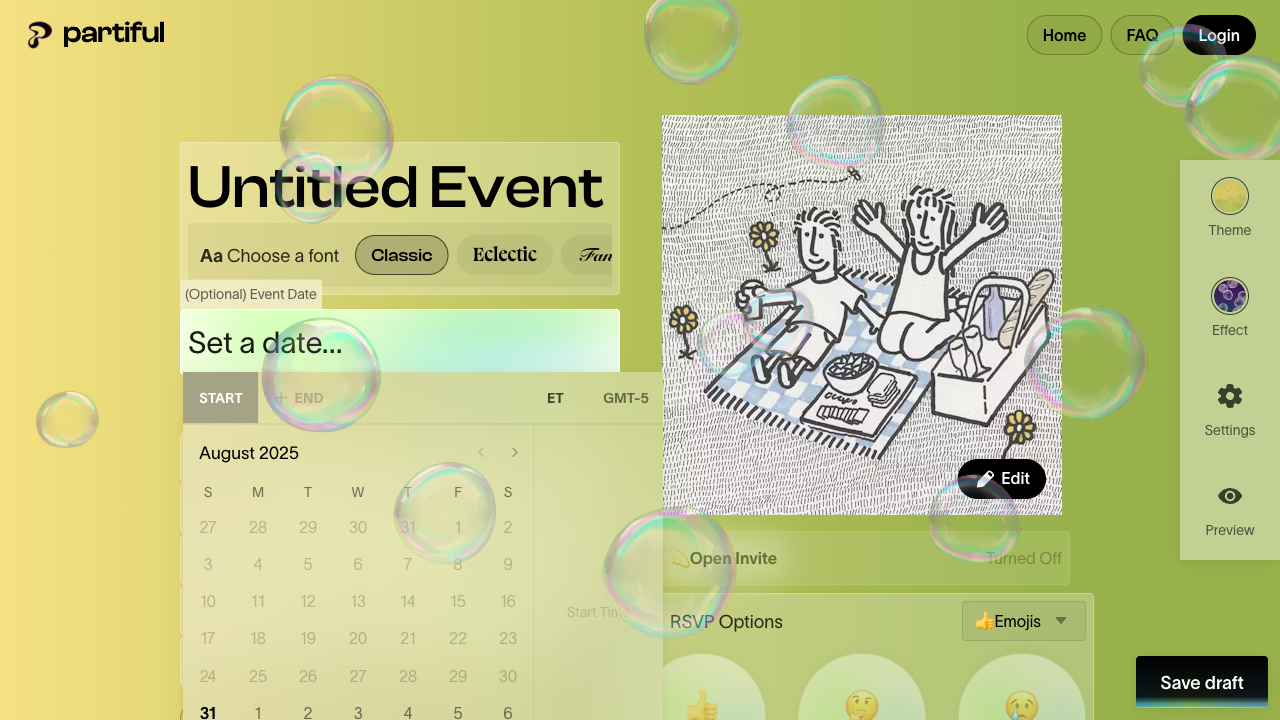 partiful
Home
FAQ
Login
Untitled Event
Aa Choose a font
Classic
Eclectic
(Optional) Event Date
Set a date...
START
+ END
ET
GMT-5
August 2025
S M T W T F S
27 28 29 30 31 1 2
3 4 5 6 7 8 9
10 11 12 13 14 15 16
17 18 19 20 21 22 23
24 25 26 27 28 29 30
31 1 2 3 4 5 6
Start Time
Edit
Open Invite
Turned Off
RSVP Options
Emojis
Theme
Effect
Settings
Preview
Save draft